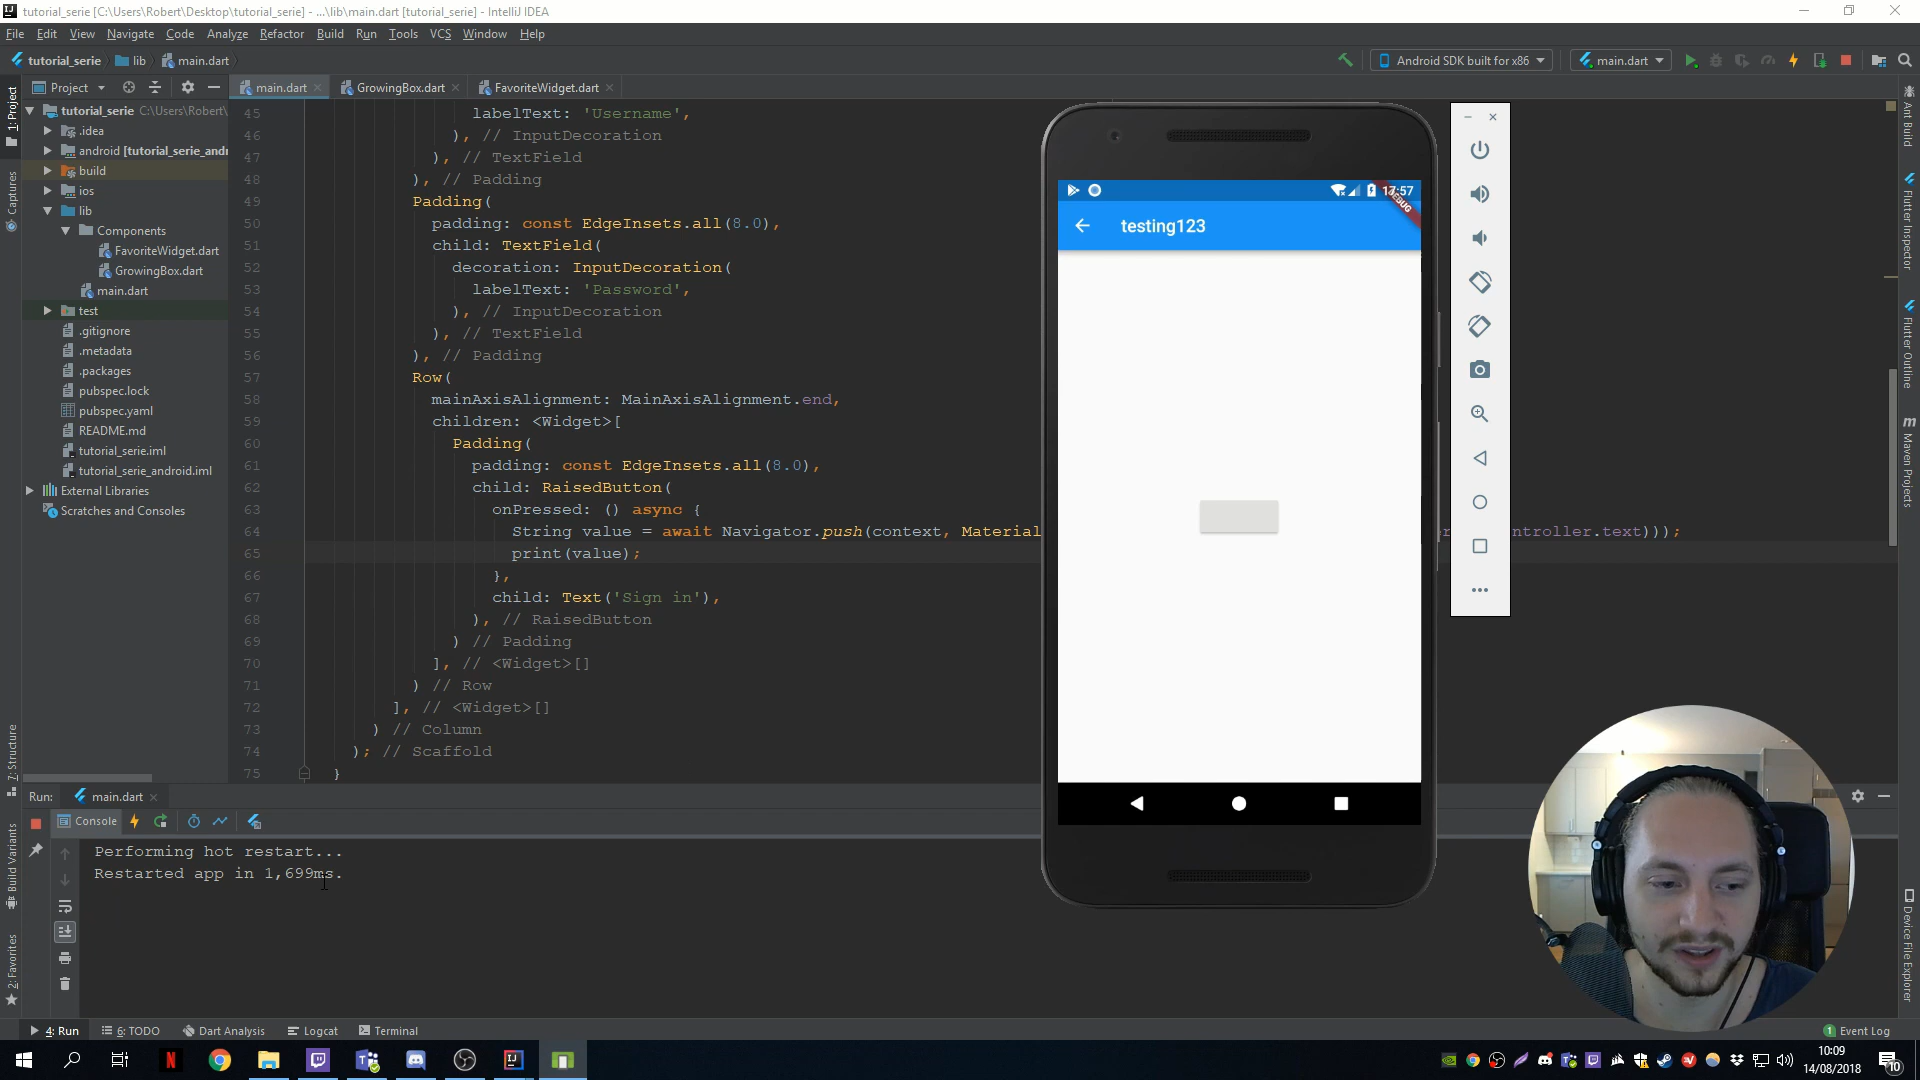 tutorial_serie [C:\Users\Robert\Desktop\tutorial_serie] - ...\lib\main.dart [tutorial_serie] - IntelliJ IDEA
File Edit View Navigate Code Analyze Refactor Build Run Tools VCS Window Help
tutorial_serie lib main.dart
Android SDK built for x86 main.dart
Project
main.dart GrowingBox.dart FavoriteWidget.dart
tutorial_serie C:\Users\Robert\
.idea
android [tutorial_serie_andr
build
ios
lib
Components
FavoriteWidget.dart
GrowingBox.dart
main.dart
test
.gitignore
.metadata
.packages
pubspec.lock
pubspec.yaml
README.md
tutorial_serie.iml
tutorial_serie_android.iml
External Libraries
Scratches and Consoles
1: Project
Captures
7: Structure
Build Variants
2: Favorites
45 labelText: 'Username',
46 ), // InputDecoration
47 ), // TextField
48 ), // Padding
49 Padding(
50 padding: const EdgeInsets.all(8.0),
51 child: TextField(
52 decoration: InputDecoration(
53 labelText: 'Password',
54 ), // InputDecoration
55 ), // TextField
56 ), // Padding
57 Row(
58 mainAxisAlignment: MainAxisAlignment.end,
59 children: <Widget>[
60 Padding(
61 padding: const EdgeInsets.all(8.0),
62 child: RaisedButton(
63 onPressed: () async {
64 String value = await Navigator.push(context, Material er ntroller.text)));
65 print(value);
66 },
67 child: Text('Sign in'),
68 ), // RaisedButton
69 ) // Padding
70 ], // <Widget>[]
71 ) // Row
72 ], // <Widget>[]
73 ) // Column
74 ); // Scaffold
75 }
17:57
DEBUG
testing123
Ant Build
Flutter Inspector
Flutter Outline
Maven Projects
Device File Explorer
Run: main.dart
Console
Performing hot restart...
Restarted app in 1,699ms.
4: Run 6: TODO Dart Analysis Logcat Terminal
1 Event Log
10:09
14/08/2018
10